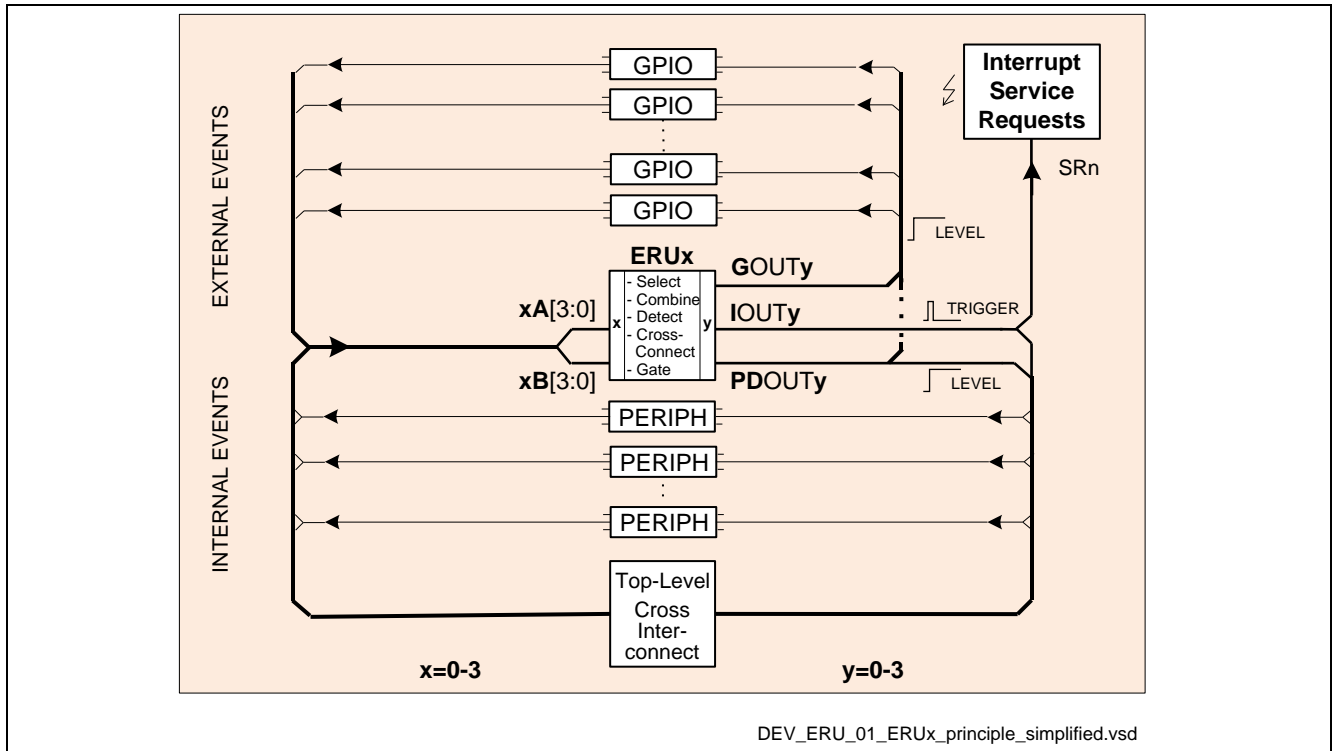 GPIO
Interrupt
Service
Requests
GPIO
GPIO
GPIO
SRn
EXTERNAL EVENTS
LEVEL
ERUx
GOUTy
- Select
- Combine
- Detect
- Cross-
Connect
- Gate
x
y
xA[3:0]
IOUTy
TRIGGER
xB[3:0]
PDOUTy
LEVEL
INTERNAL EVENTS
PERIPH
PERIPH
PERIPH
Top-Level
Cross
Inter-
connect
x=0-3
y=0-3
DEV_ERU_01_ERUx_principle_simplified.vsd